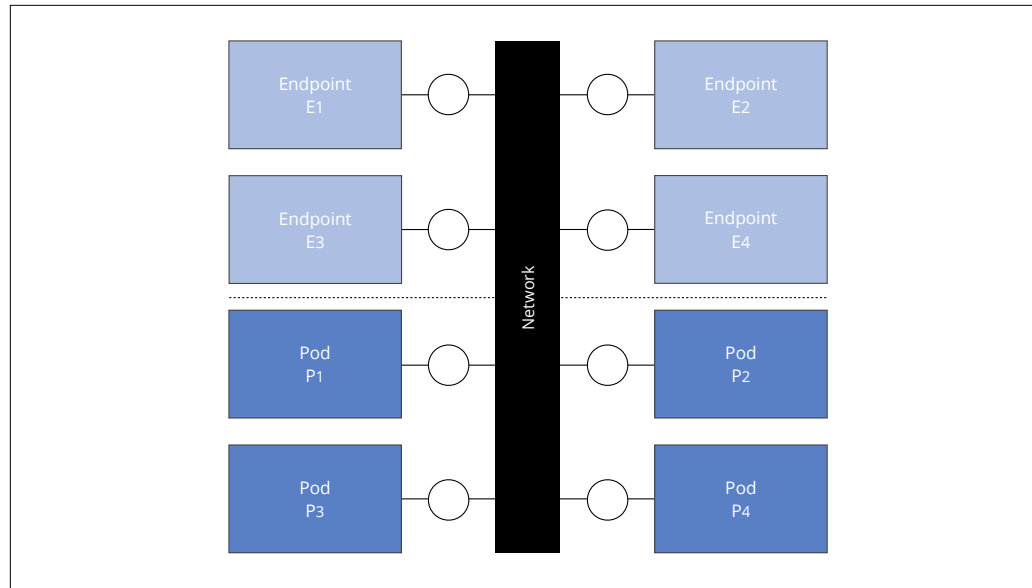 Endpoint
E1
Endpoint
E2
Endpoint
E3
Endpoint
E4
Network
Pod
P1
Pod
P2
Pod
P3
Pod
P4